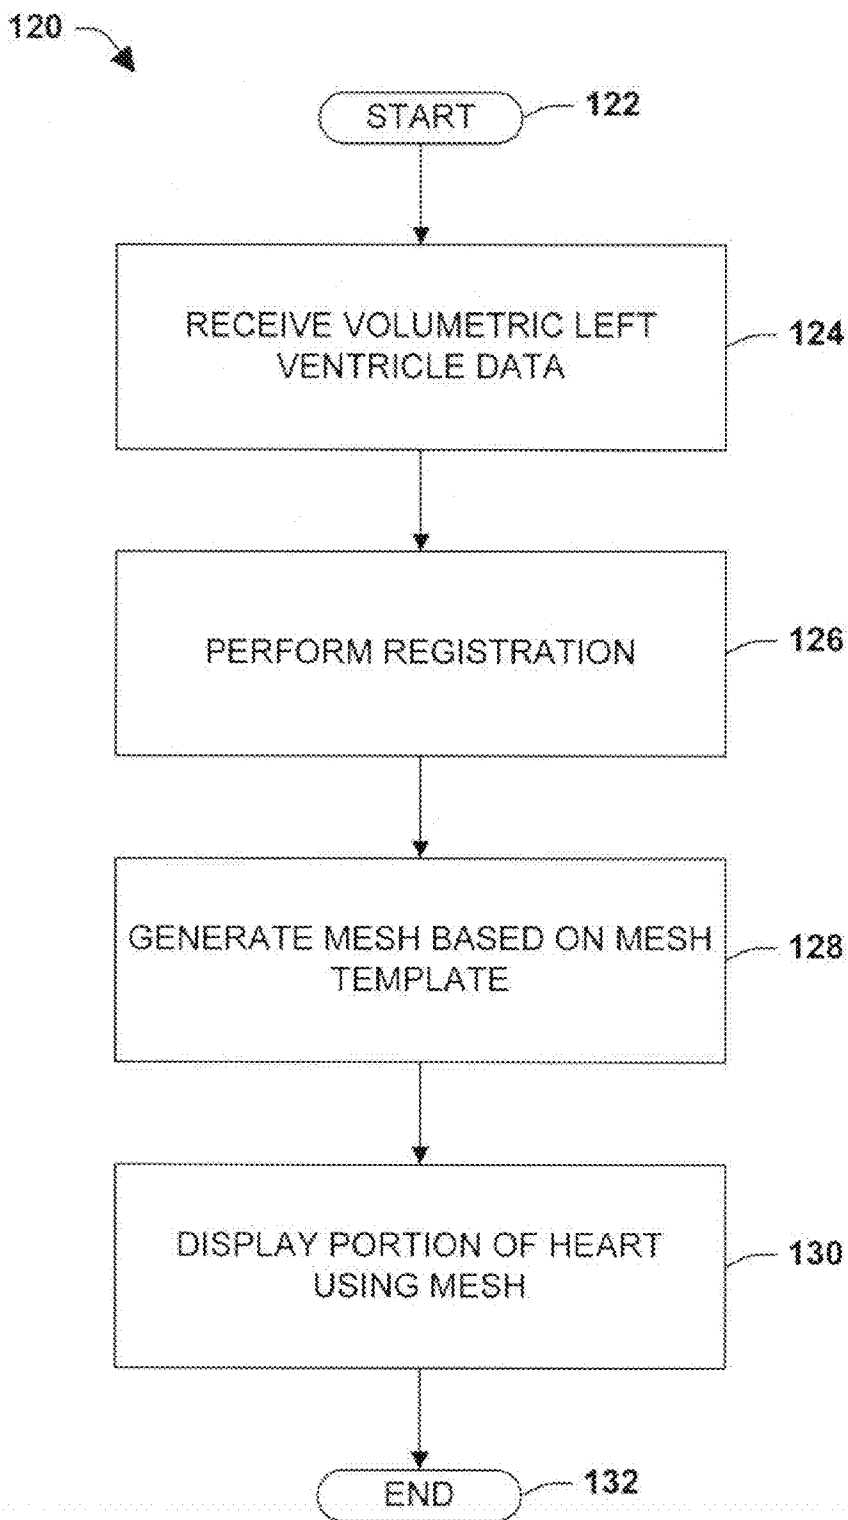 120
START
122
RECEIVE VOLUMETRIC LEFT
VENTRICLE DATA
124
PERFORM REGISTRATION
126
GENERATE MESH BASED ON MESH
TEMPLATE
128
DISPLAY PORTION OF HEART
USING MESH
130
END
132